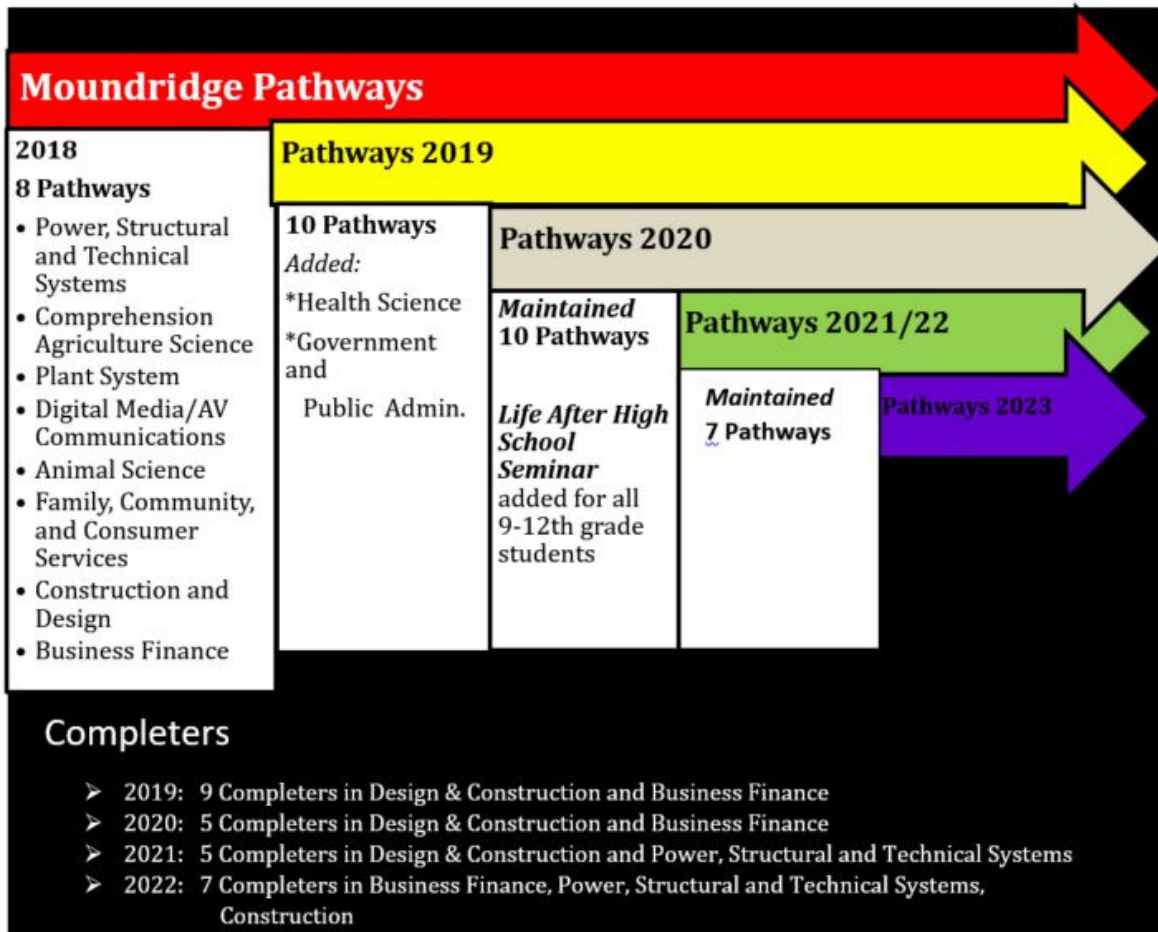 Moundridge Pathways
2018
8 Pathways
• Power, Structural
and Technical
Systems
• Comprehension
Agriculture Science
• Plant System
• Digital Media/AV
Communications
• Animal Science
• Family, Community,
and Consumer
Services
• Construction and
Design
• Business Finance
Pathways 2019
10 Pathways
Added:
*Health Science
*Government
and
Public Admin.
Pathways 2020
Maintained
10 Pathways
Life After High
School
Seminar
added for all
9-12th grade
students
Pathways 2021/22
Maintained
7 Pathways
Pathways 2023
Completers
➢ 2019: 9 Completers in Design & Construction and Business Finance
➢ 2020: 5 Completers in Design & Construction and Business Finance
➢ 2021: 5 Completers in Design & Construction and Power, Structural and Technical Systems
➢ 2022: 7 Completers in Business Finance, Power, Structural and Technical Systems,
Construction